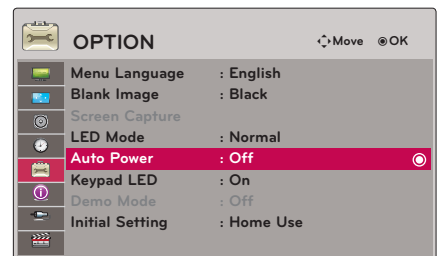 OPTION Move OK
Menu Language : English
Blank Image : Black
Screen Capture
LED Mode : Normal
Auto Power : Off
Keypad LED : On
Demo Mode : Off
Initial Setting : Home Use